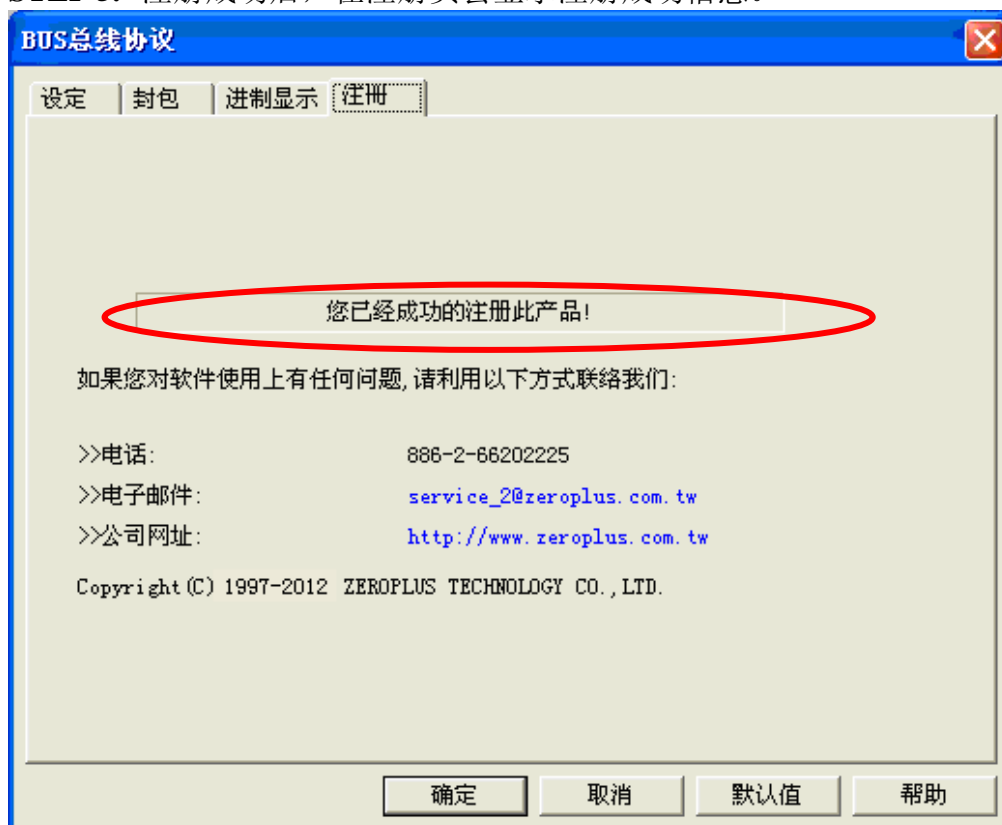 BUS总线协议
设定 封包 进制显示 注册
您已经成功的注册此产品!
如果您对软件使用上有任何问题,请利用以下方式联络我们:
>>电话: 886-2-66202225
>>电子邮件: service_2@zeroplus.com.tw
>>公司网址: http://www.zeroplus.com.tw
Copyright(C) 1997-2012 ZEROPLUS TECHNOLOGY CO.,LTD.
确定 取消 默认值 帮助